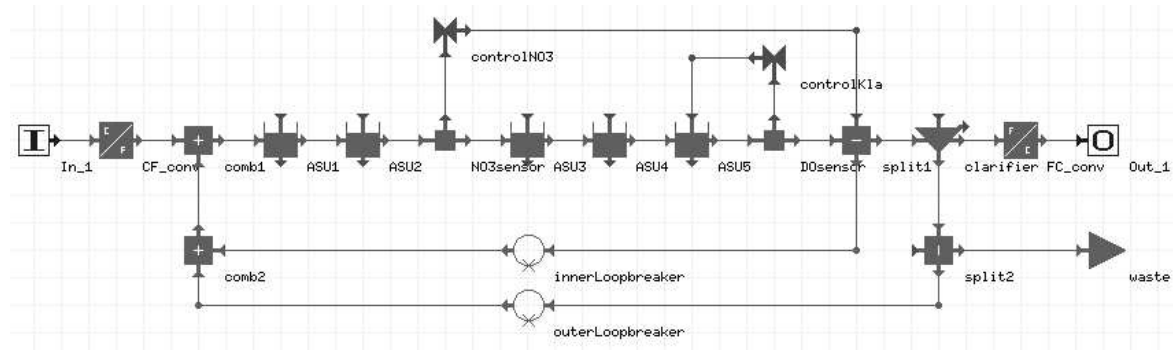 controlNO3
controlKla
I
C
F
+
-
F
C
O
In_1 CF_conv comb1 ASU1 ASU2 NO3sensor ASU3 ASU4 ASU5 DOsensor split1 clarifier FC_conv Out_1
+
comb2 innerLoopbreaker split2 waste
outerLoopbreaker